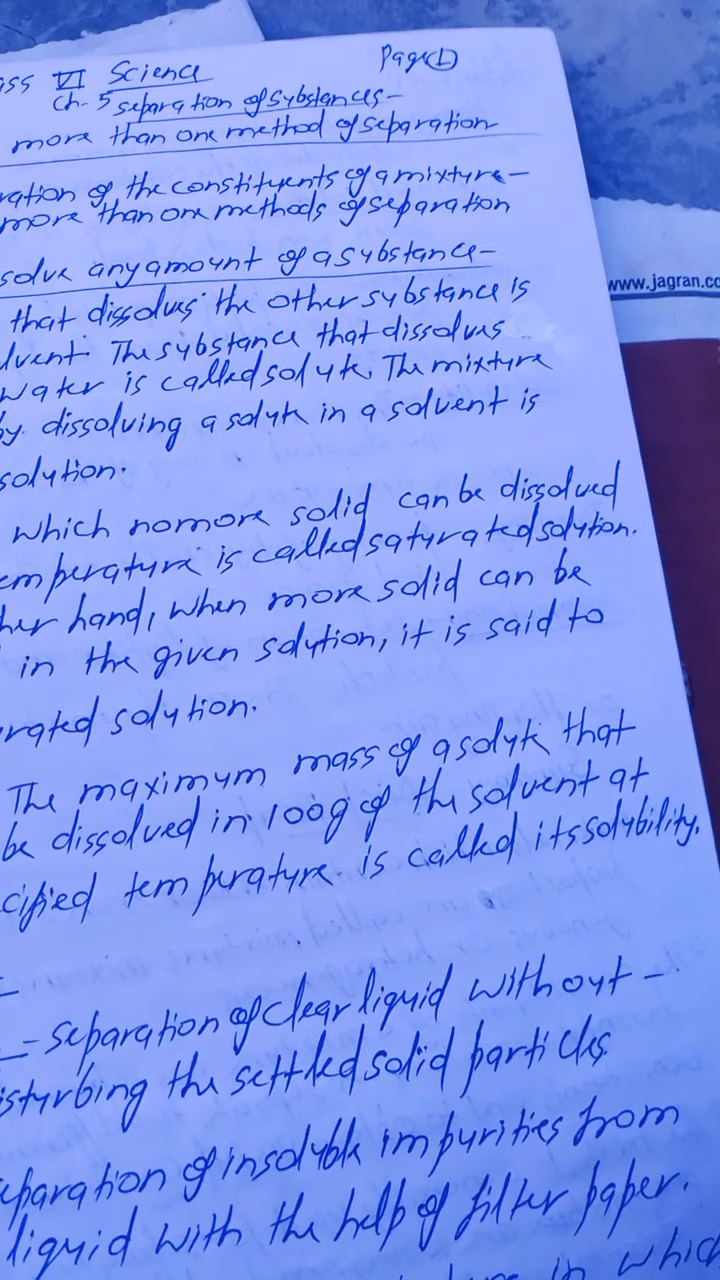 ass VI Science
Page 1
Ch-5 separation of substances-
more than one method of separation
ration of the constituents of a mixture-
more than one methods of separation
solve any amount of a substance-
that dissolves the other substance is
lvent. The substance that dissolves
water is called solute. The mixture
by dissolving a solute in a solvent is
solution.
which no more solid can be dissolved
emperature is called saturated solution.
her hand, when more solid can be
in the given solution, it is said to
rated solution.
The maximum mass of a solute that
be dissolved in 100g of the solvent at
cified temperature is called its solubility.
- separation of clear liquid without -
isturbing the settled solid particles
eparation of insoluble impurities from
liquid with the help of filter paper.
in which
www.jagran.co